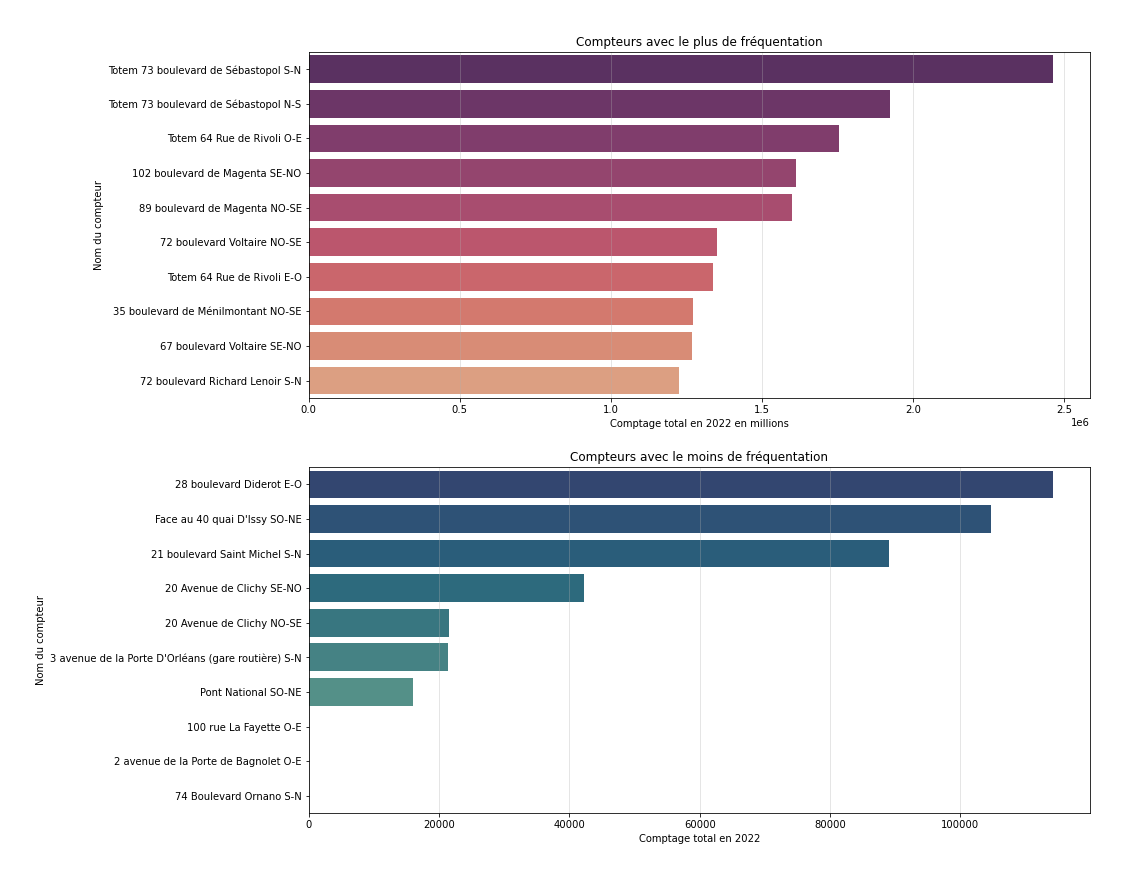 Compteurs avec le plus de fréquentation
Nom du compteur
Totem 73 boulevard de Sébastopol S-N
Totem 73 boulevard de Sébastopol N-S
Totem 64 Rue de Rivoli O-E
102 boulevard de Magenta SE-NO
89 boulevard de Magenta NO-SE
72 boulevard Voltaire NO-SE
Totem 64 Rue de Rivoli E-O
35 boulevard de Ménilmontant NO-SE
67 boulevard Voltaire SE-NO
72 boulevard Richard Lenoir S-N
0.0 0.5 1.0 1.5 2.0 2.5
1e6
Comptage total en 2022 en millions
Compteurs avec le moins de fréquentation
Nom du compteur
28 boulevard Diderot E-O
Face au 40 quai D'Issy SO-NE
21 boulevard Saint Michel S-N
20 Avenue de Clichy SE-NO
20 Avenue de Clichy NO-SE
3 avenue de la Porte D'Orléans (gare routière) S-N
Pont National SO-NE
100 rue La Fayette O-E
2 avenue de la Porte de Bagnolet O-E
74 Boulevard Ornano S-N
0 20000 40000 60000 80000 100000
Comptage total en 2022